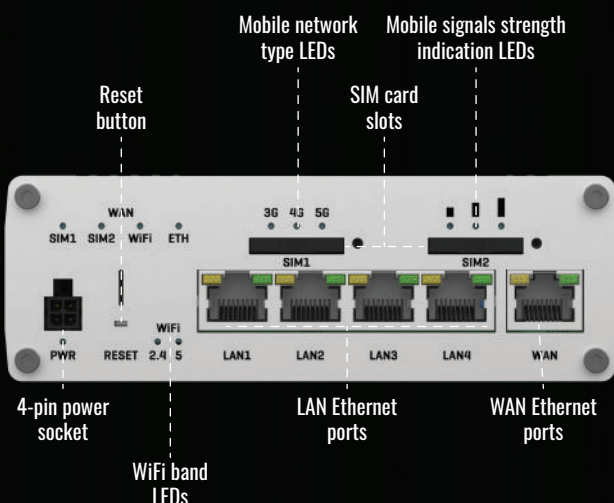 Mobile network
type LEDs
Mobile signals strength
indication LEDs
Reset
button
SIM card
slots
WAN
SIM1 SIM2 WiFi ETH
3G 4G 5G
SIM1
SIM2
WiFi
PWR RESET 2.4 5 LAN1 LAN2 LAN3 LAN4 WAN
4-pin power
socket
LAN Ethernet
ports
WAN Ethernet
ports
WiFi band
LEDs